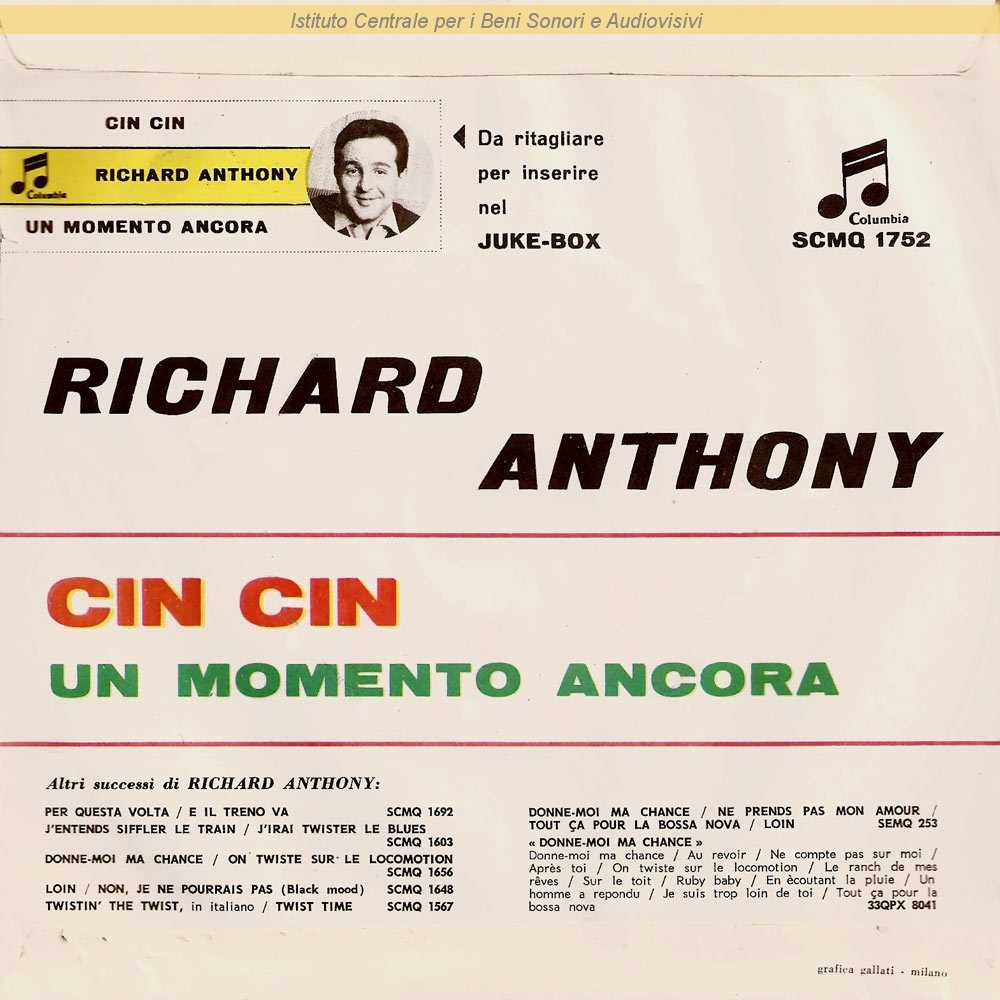 Istituto Centrale per i Beni Sonori e Audiovisivi
CIN CIN
Columbia
RICHARD ANTHONY
UN MOMENTO ANCORA
Da ritagliare
per inserire
nel
JUKE-BOX
Columbia
SCMQ 1752
RICHARD
ANTHONY
CIN CIN
UN MOMENTO ANCORA
Altri successi di RICHARD ANTHONY:
PER QUESTA VOLTA / E IL TRENO VA SCMQ 1692
J'ENTENDS SIFFLER LE TRAIN / J'IRAI TWISTER LE BLUES
SCMQ 1603
DONNE-MOI MA CHANCE / ON TWISTE SUR LE LOCOMOTION
SCMQ 1656
LOIN / NON, JE NE POURRAIS PAS (Black mood) SCMQ 1648
TWISTIN' THE TWIST, in italiano / TWIST TIME SCMQ 1567
DONNE-MOI MA CHANCE / NE PRENDS PAS MON AMOUR /
TOUT ÇA POUR LA BOSSA NOVA / LOIN SEMQ 253
« DONNE-MOI MA CHANCE »
Donne-moi ma chance / Au revoir / Ne compte pas sur moi /
Après toi / On twiste sur le locomotion / Le ranch de mes
rêves / Sur le toit / Ruby baby / Enècoutant la pluie / Un
homme a repondu / Je suis trop loin de toi / Tout ça pour la
bossa nova 33QPX 8041
grafica gallati - milano